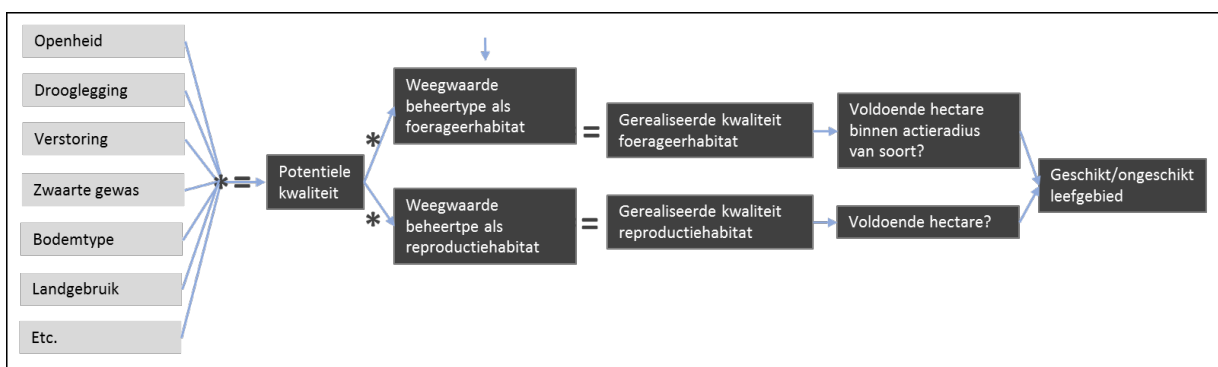 Openheid
Drooglegging
Verstoring
Zwaarte gewas
Bodemtype
Landgebruik
Etc.
* =
Potentiele
kwaliteit
*
*
Weegwaarde
beheertype als
foerageerhabitat
=
Gerealiseerde kwaliteit
foerageerhabitat
Voldoende hectare
binnen actieradius
van soort?
Weegwaarde
beheertpe als
reproductiehabitat
=
Gerealiseerde kwaliteit
reproductiehabitat
Voldoende hectare?
Geschikt/ongeschikt
leefgebied